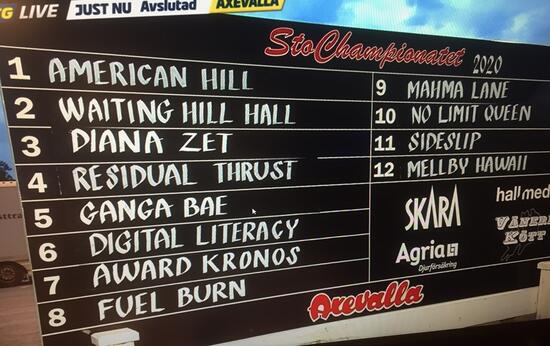 LIVE
JUST NU Avslutad
AXEVALLA
StoChampionatet 2020
1 AMERICAN HILL
2 WAITING HILL HALL
3 DIANA ZET
4 RESIDUAL THRUST
5 GANGA BAE
6 DIGITAL LITERACY
7 AWARD KRONOS
8 FUEL BURN
9 MAHMA LANE
10 NO LIMIT QUEEN
11 SIDESLIP
12 MELLBY HAWAII
SKARA
Agria
Djurförsäkring
hallmed
KÖTT
Axevalla